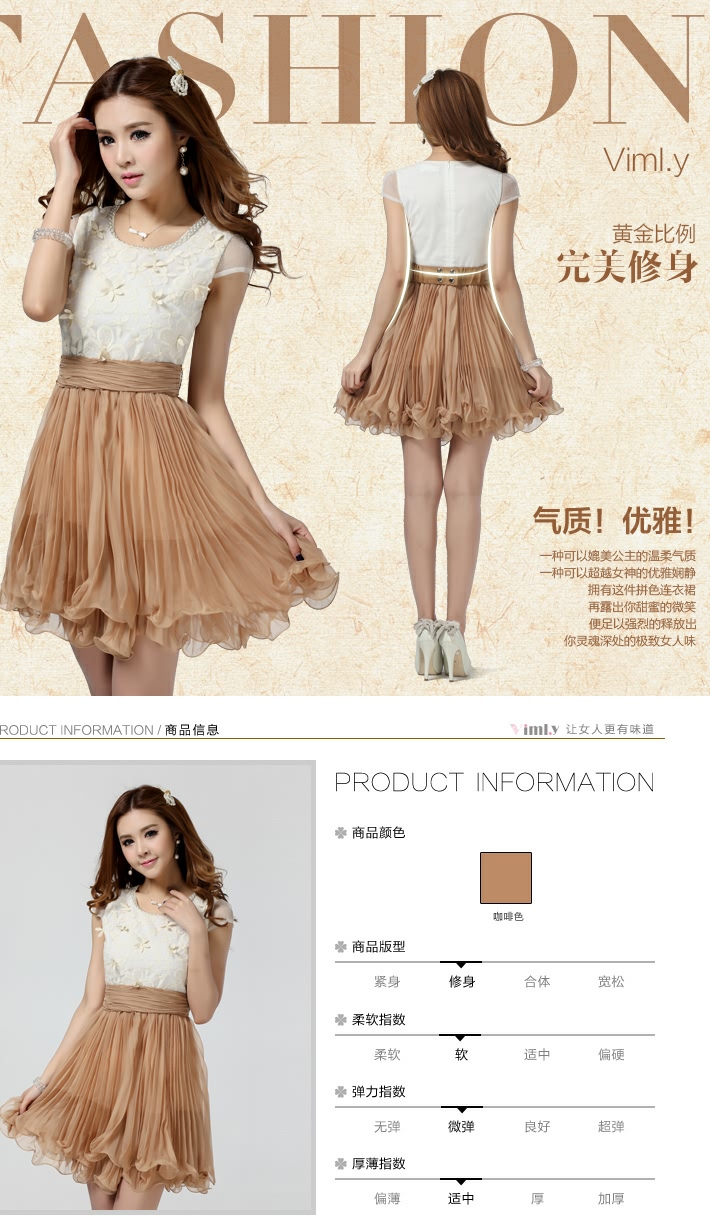 FASHION
Viml.y
黄金比例
完美修身
气质！优雅！
一种可以媲美公主的温柔气质
一种可以超越女神的优雅娴静
拥有这件拼色连衣裙
再露出你甜蜜的微笑
便足以强烈的释放出
你灵魂深处的极致女人味
RODUCT INFORMATION / 商品信息
Viml.y 让女人更有味道
PRODUCT INFORMATION
商品颜色
咖啡色
商品版型
紧身 修身 合体 宽松
柔软指数
柔软 软 适中 偏硬
弹力指数
无弹 微弹 良好 超弹
厚薄指数
偏薄 适中 厚 加厚